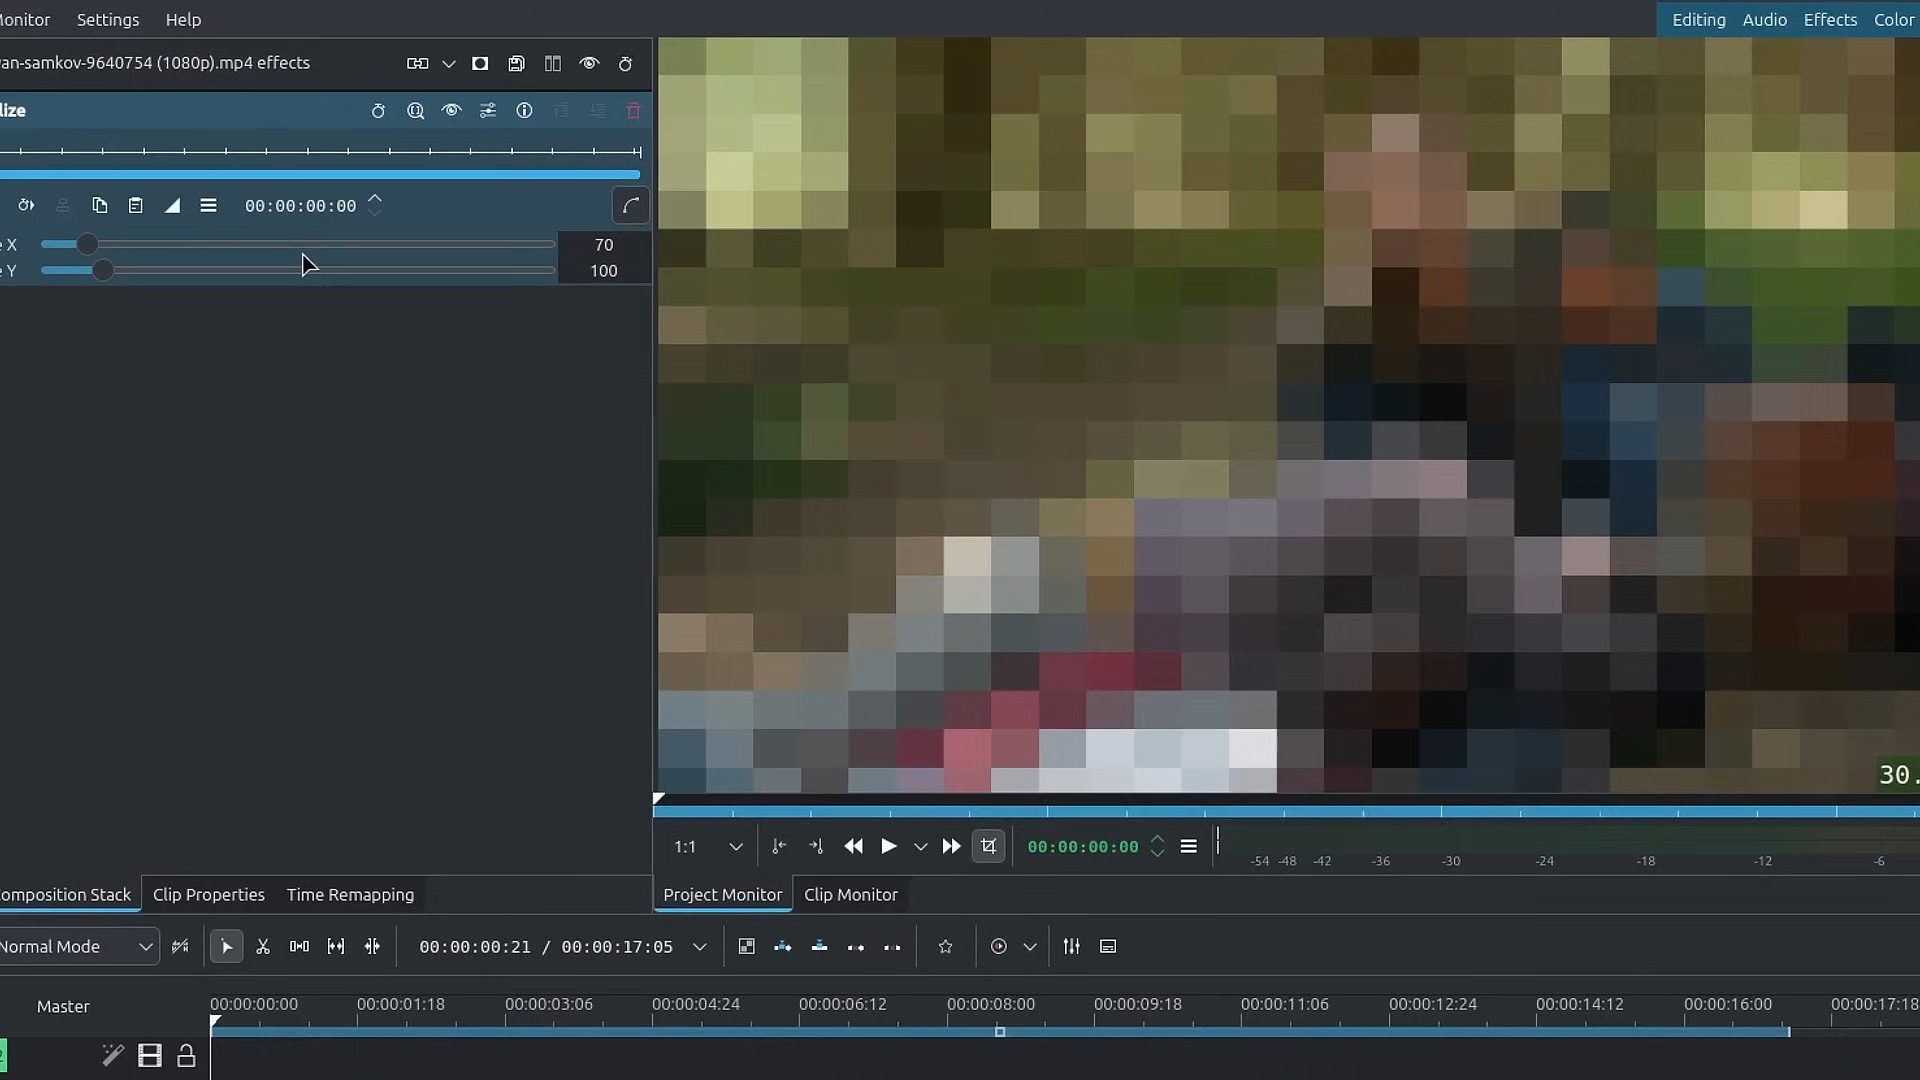 onitor Settings Help
Editing Audio Effects Color
an-samkov-9640754 (1080p).mp4 effects
lize
00:00:00:00
e X 70
e Y 100
30.
1:1
00:00:00:00
-54 -48 -42 -36 -30 -24 -18 -12 -6
omposition Stack Clip Properties Time Remapping
Project Monitor Clip Monitor
Normal Mode
00:00:00:21 / 00:00:17:05
Master
00:00:00:00 00:00:01:18 00:00:03:06 00:00:04:24 00:00:06:12 00:00:08:00 00:00:09:18 00:00:11:06 00:00:12:24 00:00:14:12 00:00:16:00 00:00:17:18